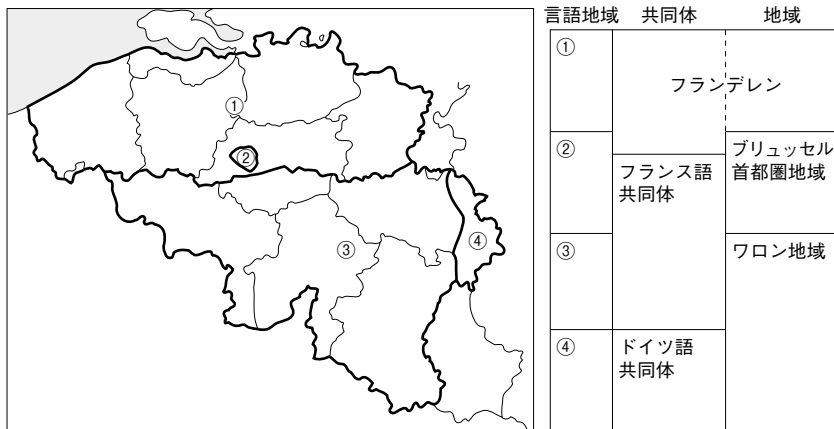 ①
②
③
④
言語地域 共同体 地域
①
フランデレン
②
フランス語
共同体
ブリュッセル
首都圏地域
③
ワロン地域
④
ドイツ語
共同体